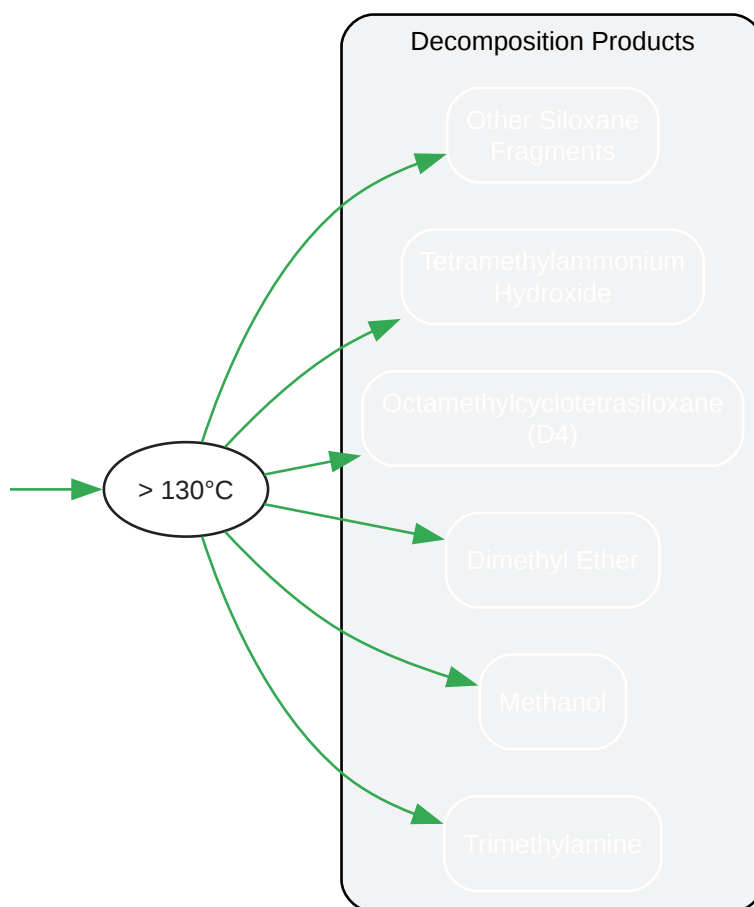 Decomposition Products
Other Siloxane
Fragments
Tetramethylammonium
Hydroxide
Octamethylcyclotetrasiloxane
(D4)
> 130°C
Dimethyl Ether
Methanol
Trimethylamine